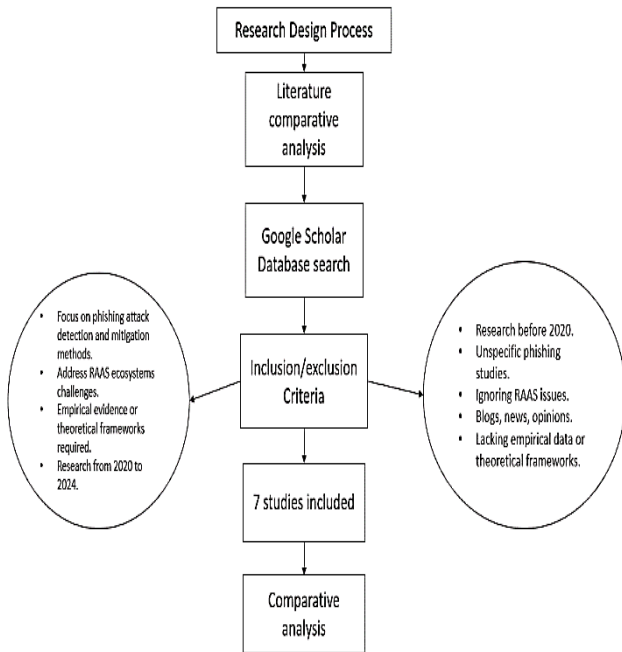 Research Design Process
Literature
comparative
analysis
Google Scholar
Database search
• Focus on phishing attack
detection and mitigation
methods.
• Address RAAS ecosystems
challenges.
• Empirical evidence or
theoretical frameworks
required.
• Research from 2020 to
2024.
Inclusion/exclusion
Criteria
• Research before 2020.
• Unspecific phishing
studies.
• Ignoring RAAS issues.
• Blogs, news, opinions.
• Lacking empirical data or
theoretical frameworks.
7 studies included
Comparative
analysis